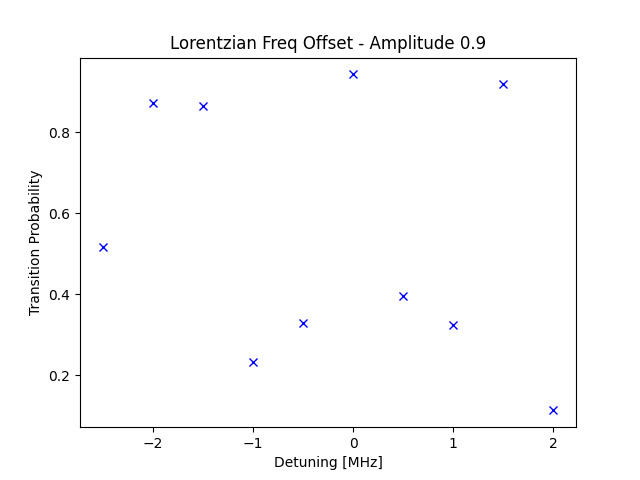 Lorentzian Freq Offset - Amplitude 0.9
0.8
0.6
0.4
0.2
Transition Probability
−2 −1 0 1 2
Detuning [MHz]